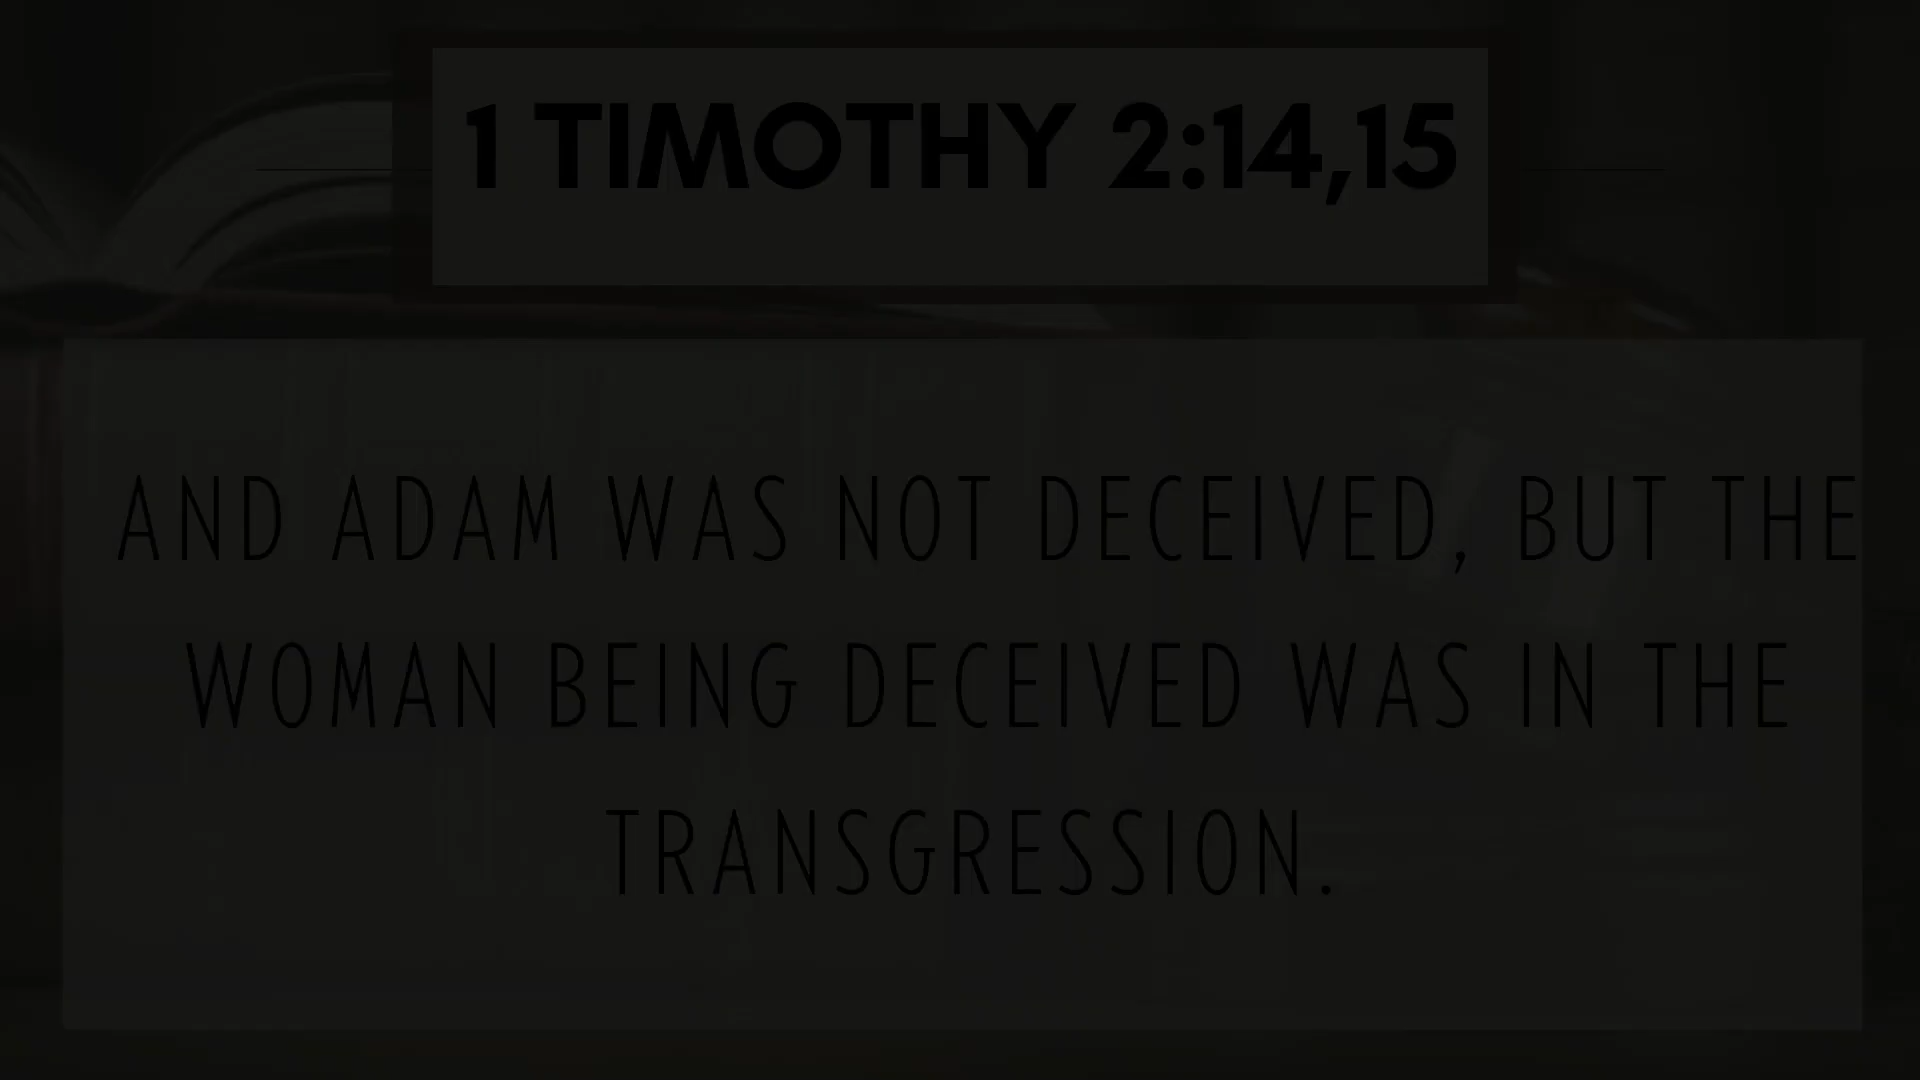 1 TIMOTHY 2:14,15
AND ADAM WAS NOT DECEIVED, BUT THE
WOMAN BEING DECEIVED WAS IN THE
TRANSGRESSION.